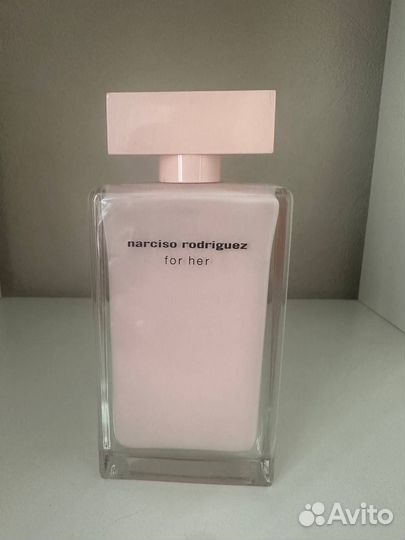 narciso rodriguez
for her
Avito